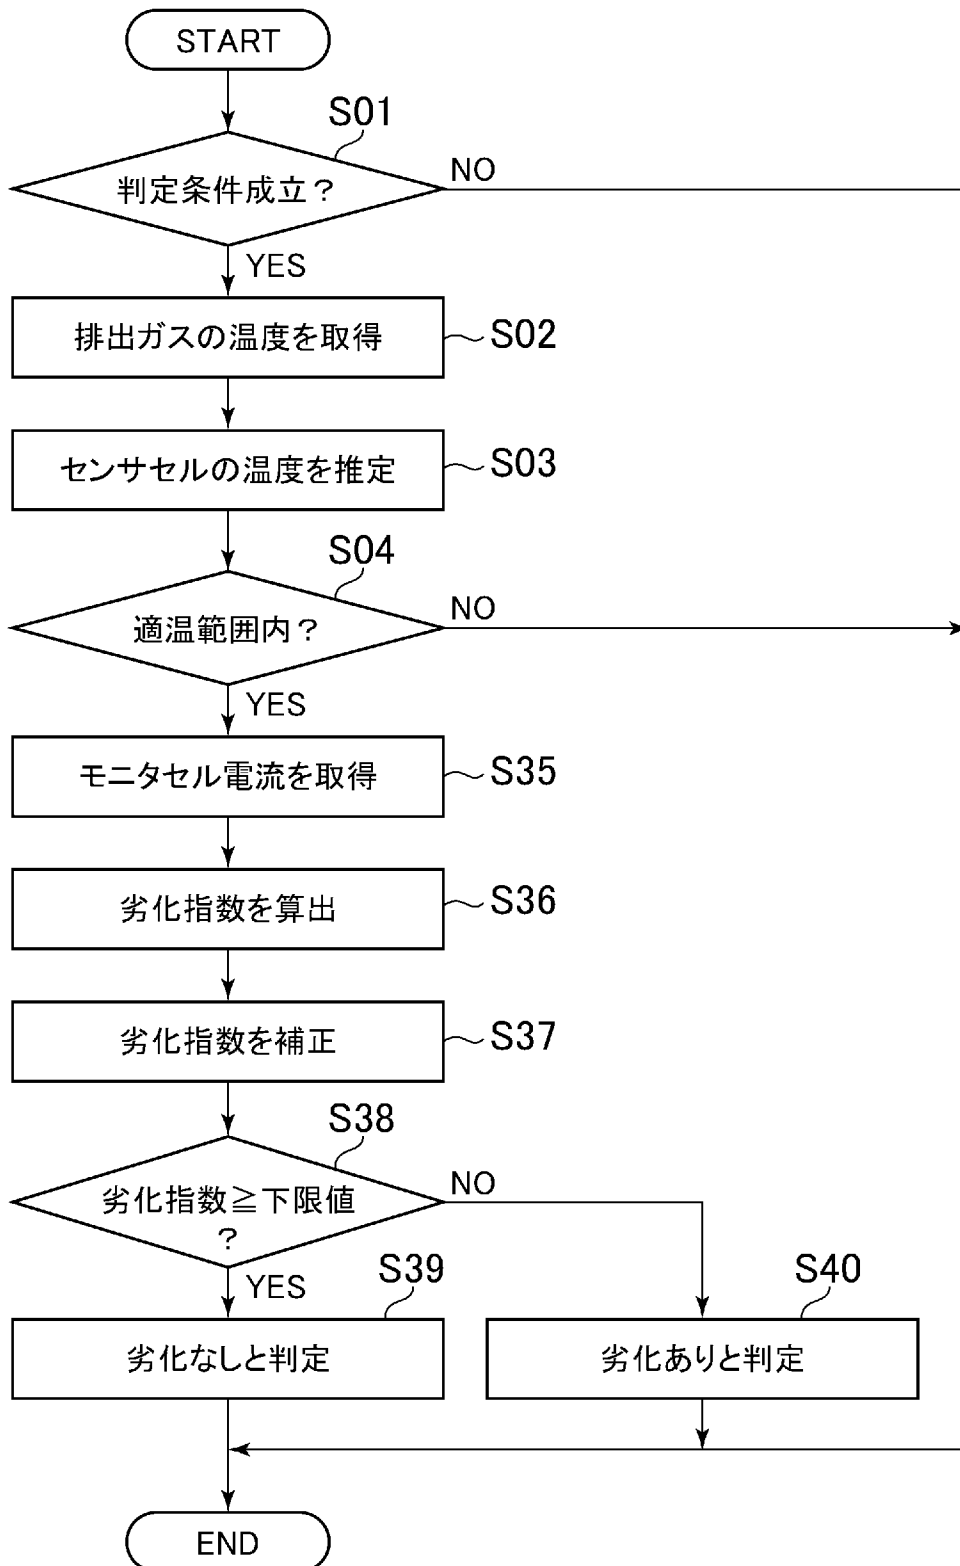 START
S01
判定条件成立？
NO
YES
排出ガスの温度を取得
S02
センサセルの温度を推定
S03
S04
適温範囲内？
NO
YES
モニタセル電流を取得
S35
劣化指数を算出
S36
劣化指数を補正
S37
S38
劣化指数≧下限値
？
NO
YES
S39
S40
劣化なしと判定
劣化ありと判定
END